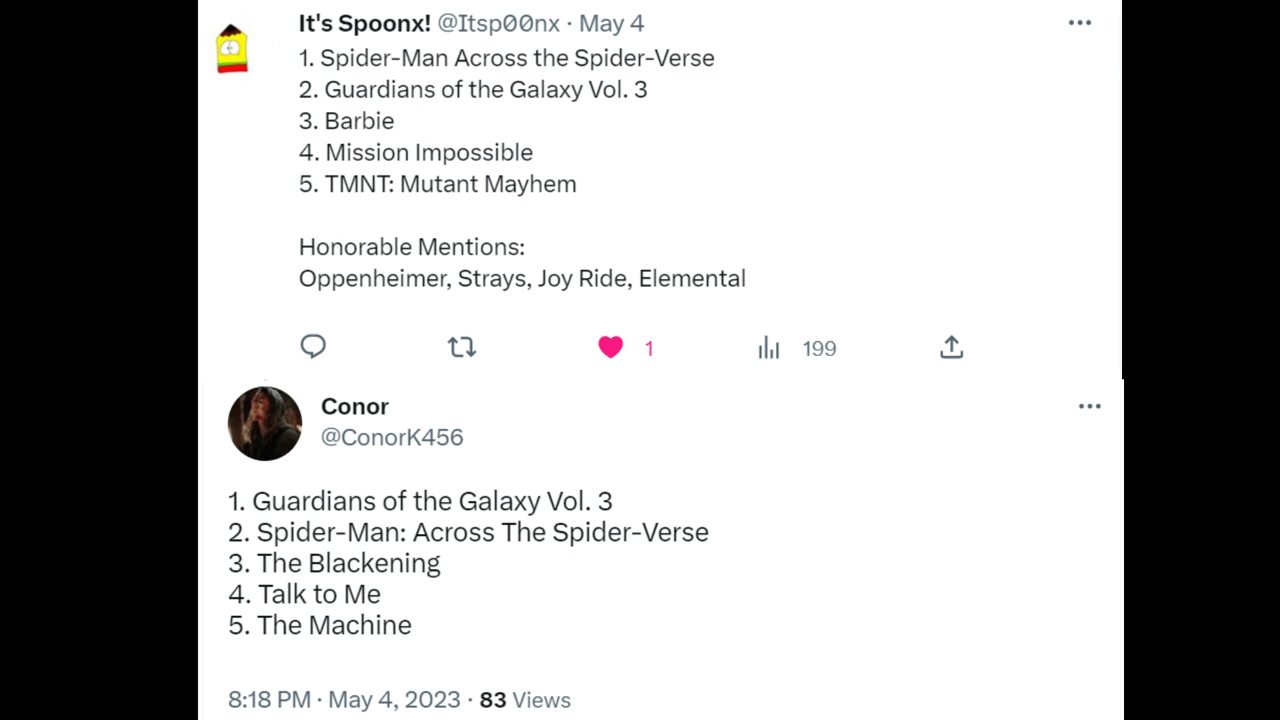 It's Spoonx! @Itsp00nx · May 4
1. Spider-Man Across the Spider-Verse
2. Guardians of the Galaxy Vol. 3
3. Barbie
4. Mission Impossible
5. TMNT: Mutant Mayhem
Honorable Mentions:
Oppenheimer, Strays, Joy Ride, Elemental
1 199
Conor
@ConorK456
1. Guardians of the Galaxy Vol. 3
2. Spider-Man: Across The Spider-Verse
3. The Blackening
4. Talk to Me
5. The Machine
8:18 PM · May 4, 2023 · 83 Views